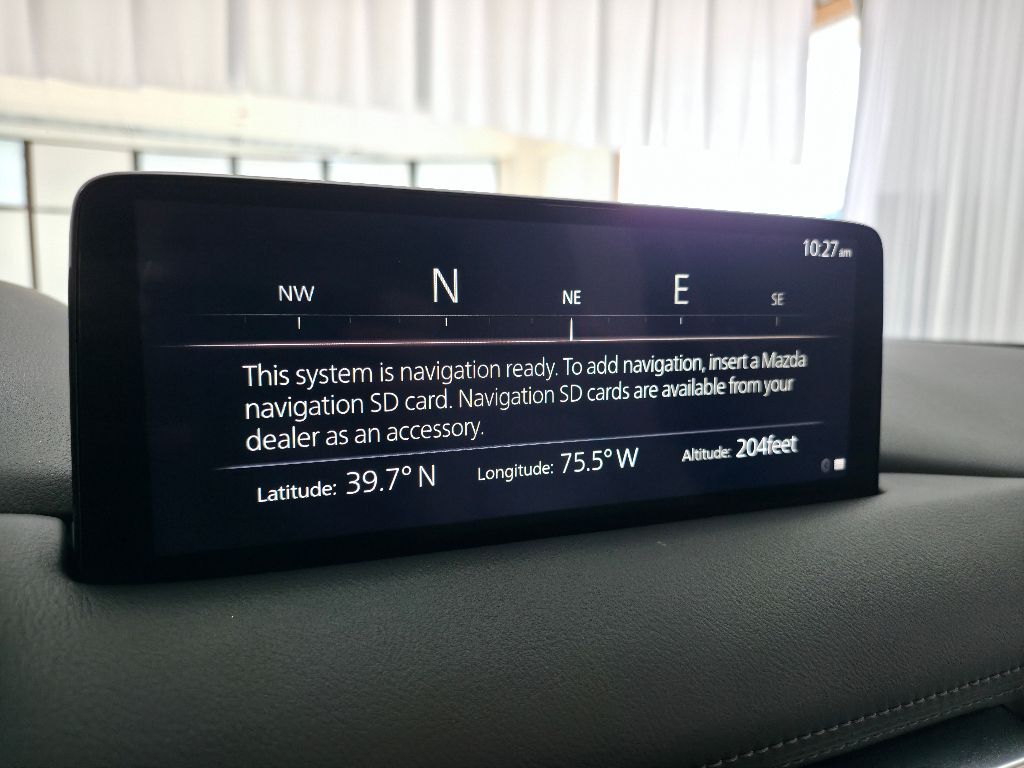 10:27am
NW N NE E SE
This system is navigation ready. To add navigation, insert a Mazda
navigation SD card. Navigation SD cards are available from your
dealer as an accessory.
Latitude: 39.7° N Longitude: 75.5° W Altitude: 204feet